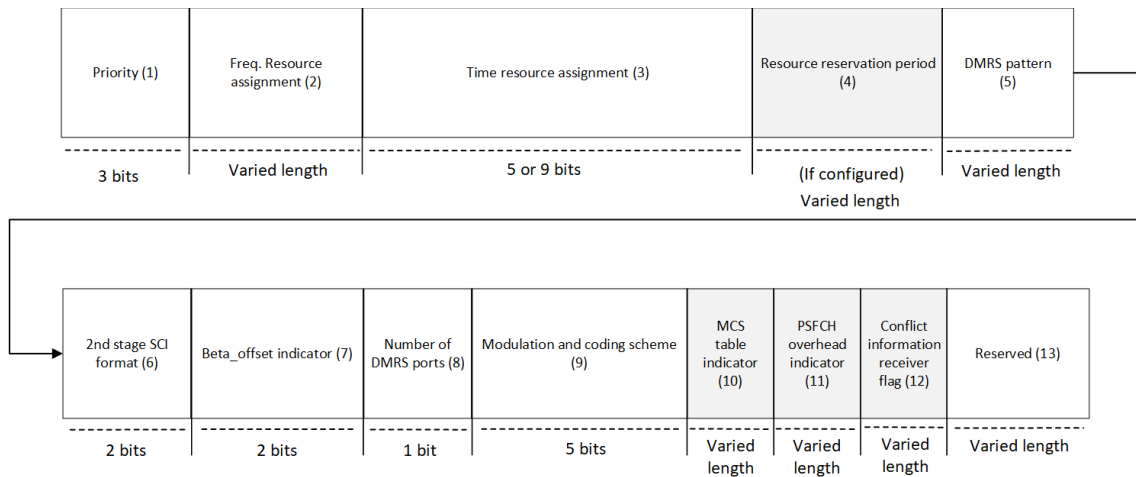 Priority (1)
Freq. Resource
assignment (2)
Time resource assignment (3)
Resource reservation period
(4)
DMRS pattern
(5)
3 bits
Varied length
5 or 9 bits
(If configured)
Varied length
Varied length
2nd stage SCI
format (6)
Beta_offset indicator (7)
Number of
DMRS ports (8)
Modulation and coding scheme
(9)
MCS
table
indicator
(10)
PSFCH
overhead
indicator
(11)
Conflict
information
receiver
flag (12)
Reserved (13)
2 bits
2 bits
1 bit
5 bits
Varied
length
Varied
length
Varied
length
Varied length